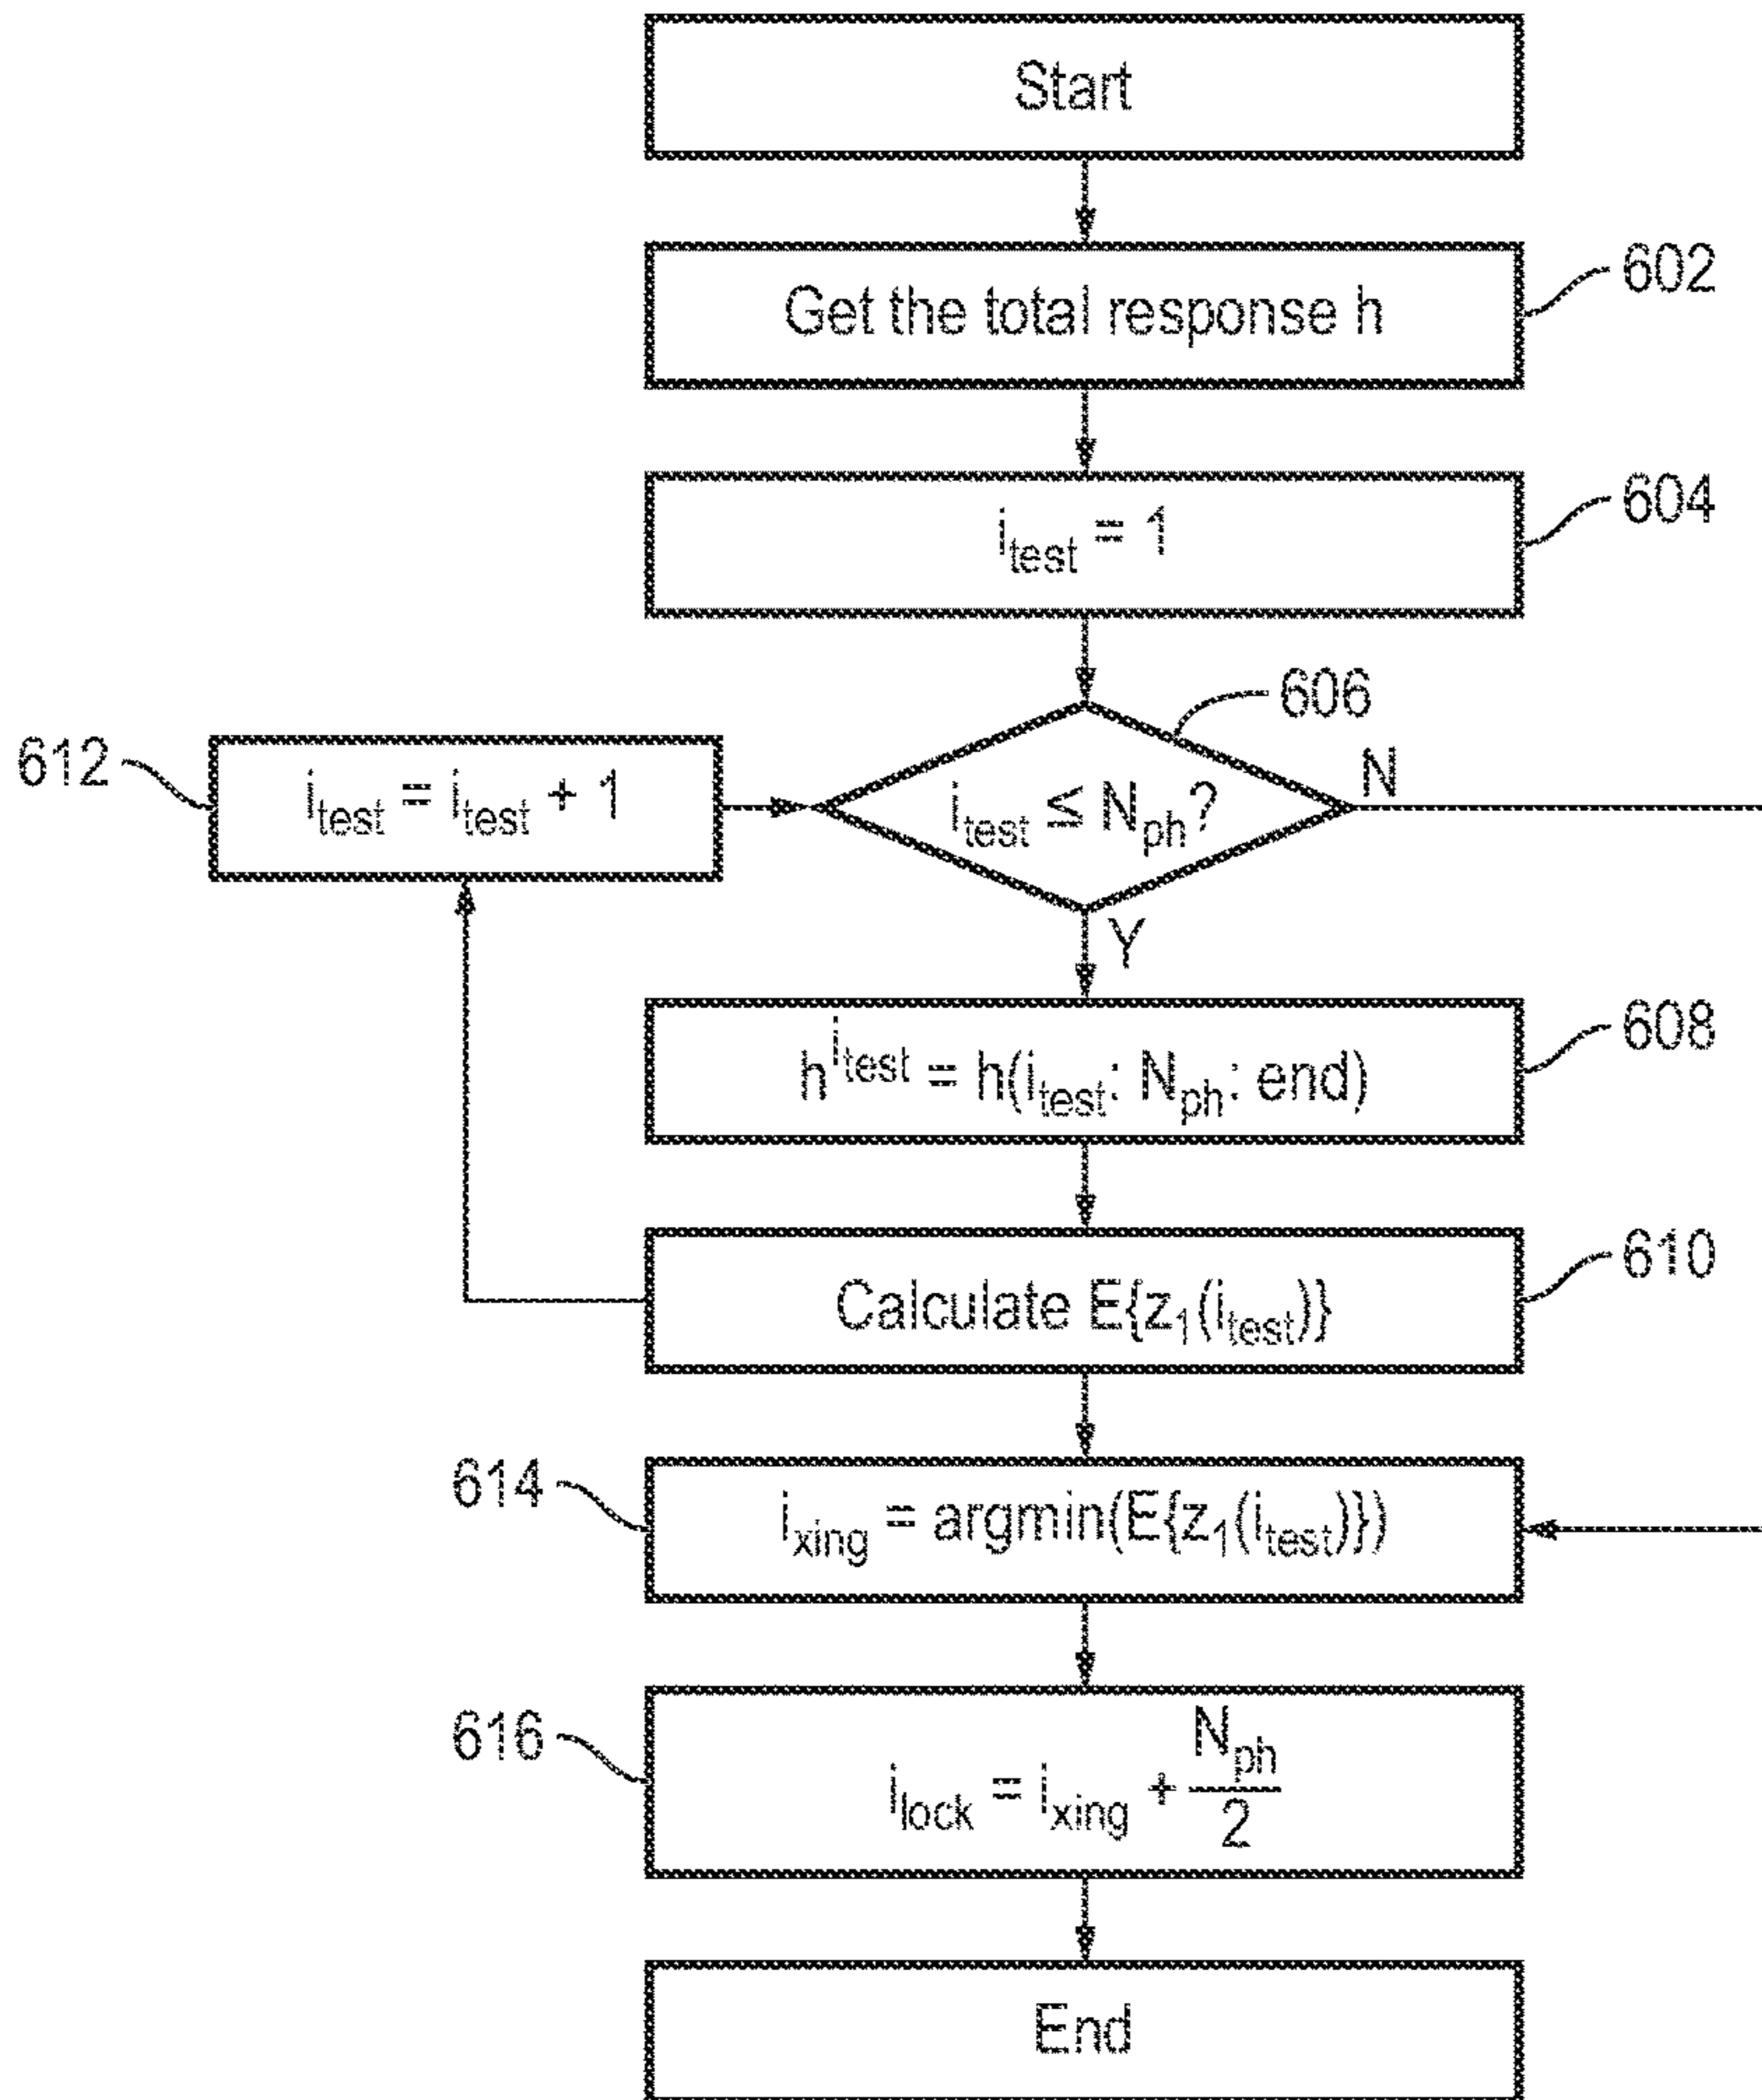 Start
Get the total response h
602
i_test = 1
604
606
612
i_test = i_test + 1
i_test ≤ N_ph?
N
Y
h^i_test = h(i_test: N_ph: end)
608
Calculate E{z_1(i_test)}
610
614
i_xing = argmin(E{z_1(i_test)})
616
i_lock = i_xing + N_ph/2
End